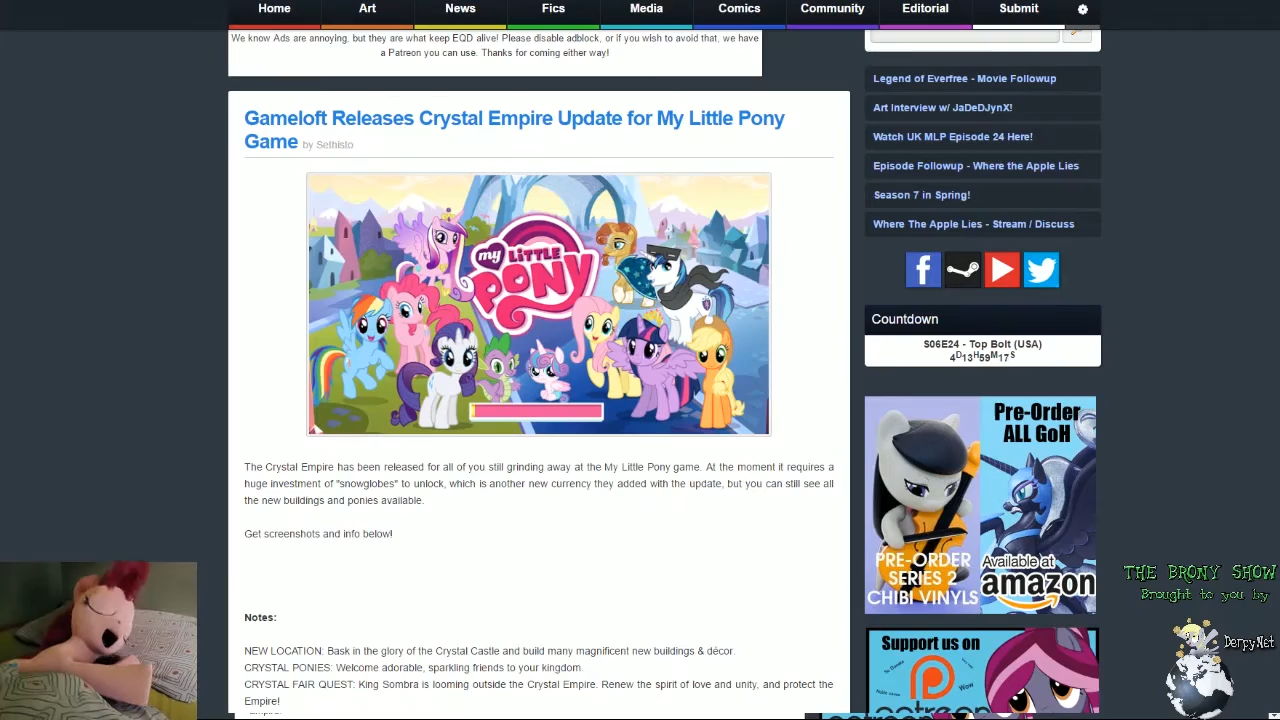 Home Art News Fics Media Comics Community Editorial Submit
We know Ads are annoying, but they are what keep EQD alive! Please disable adblock, or if you wish to avoid that, we have
a Patreon you can use. Thanks for coming either way!
Gameloft Releases Crystal Empire Update for My Little Pony
Game by Sethisto
my LiTTLE
PONY
The Crystal Empire has been released for all of you still grinding away at the My Little Pony game. At the moment it requires a
huge investment of "snowglobes" to unlock, which is another new currency they added with the update, but you can still see all
the new buildings and ponies available.
Get screenshots and info below!
Notes:
NEW LOCATION: Bask in the glory of the Crystal Castle and build many magnificent new buildings & décor.
CRYSTAL PONIES: Welcome adorable, sparkling friends to your kingdom.
CRYSTAL FAIR QUEST: King Sombra is looming outside the Crystal Empire. Renew the spirit of love and unity, and protect the
Empire!
Legend of Everfree - Movie Followup
Art Interview w/ JaDeDJynX!
Watch UK MLP Episode 24 Here!
Episode Followup - Where the Apple Lies
Season 7 in Spring!
Where The Apple Lies - Stream / Discuss
Countdown
S06E24 - Top Bolt (USA)
4D13H59M17S
Pre-Order
ALL GoH
PRE-ORDER
SERIES 2
CHIBI VINYLS
Available at
amazon
Support us on
Wow
patreon
THE BRONY SHOW
Brought to you by
DerpyNet